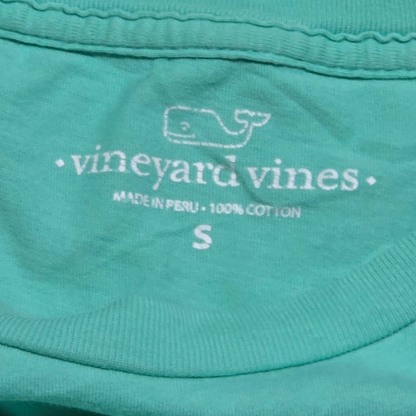 • vineyard vines •
MADE IN PERU • 100% COTTON
S